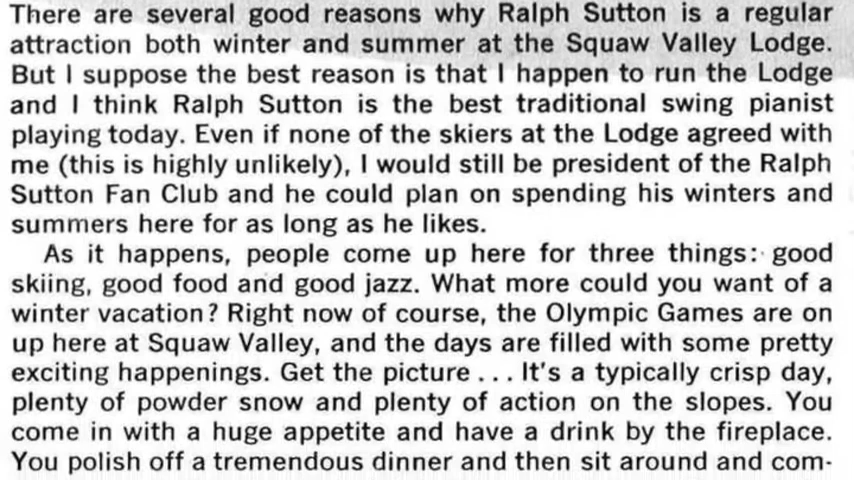 There are several good reasons why Ralph Sutton is a regular
attraction both winter and summer at the Squaw Valley Lodge.
But I suppose the best reason is that I happen to run the Lodge
and I think Ralph Sutton is the best traditional swing pianist
playing today. Even if none of the skiers at the Lodge agreed with
me (this is highly unlikely), I would still be president of the Ralph
Sutton Fan Club and he could plan on spending his winters and
summers here for as long as he likes.
As it happens, people come up here for three things: good
skiing, good food and good jazz. What more could you want of a
winter vacation? Right now of course, the Olympic Games are on
up here at Squaw Valley, and the days are filled with some pretty
exciting happenings. Get the picture ... It's a typically crisp day,
plenty of powder snow and plenty of action on the slopes. You
come in with a huge appetite and have a drink by the fireplace.
You polish off a tremendous dinner and then sit around and com-